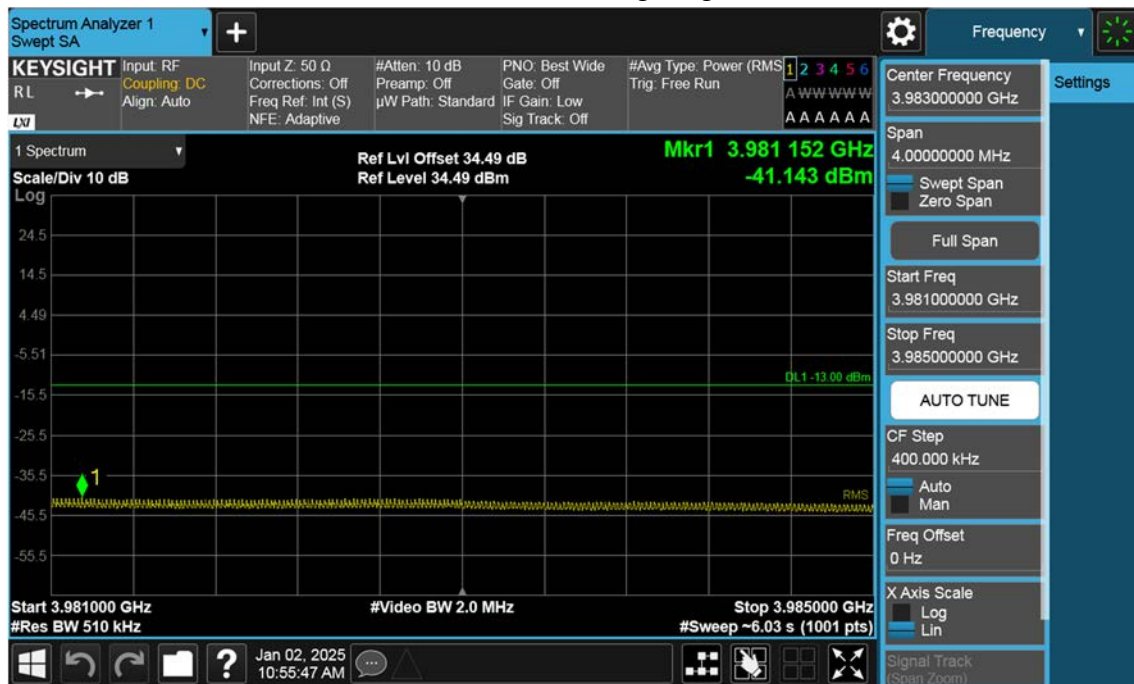 Spectrum Analyzer 1
Swept SA
+
Frequency
KEYSIGHT
RL
LXI
Input: RF
Coupling: DC
Align: Auto
Input Z: 50 Ω
Corrections: Off
Freq Ref: Int (S)
NFE: Adaptive
#Atten: 10 dB
Preamp: Off
µW Path: Standard
PNO: Best Wide
Gate: Off
IF Gain: Low
Sig Track: Off
#Avg Type: Power (RMS
Trig: Free Run
1 2 3 4 5 6
A W W W W W
A A A A A A
1 Spectrum
Scale/Div 10 dB
Ref Lvl Offset 34.49 dB
Ref Level 34.49 dBm
Mkr1 3.981 152 GHz
-41.143 dBm
Log
24.5
14.5
4.49
-5.51
DL1 -13.00 dBm
-15.5
-25.5
-35.5
1
RMS
-45.5
-55.5
Start 3.981000 GHz
#Video BW 2.0 MHz
Stop 3.985000 GHz
#Res BW 510 kHz
#Sweep ~6.03 s (1001 pts)
?
Jan 02, 2025
10:55:47 AM
Center Frequency
3.983000000 GHz
Span
4.00000000 MHz
Swept Span
Zero Span
Full Span
Start Freq
3.981000000 GHz
Stop Freq
3.985000000 GHz
AUTO TUNE
CF Step
400.000 kHz
Auto
Man
Freq Offset
0 Hz
X Axis Scale
Log
Lin
Signal Track
(Span Zoom)
Settings